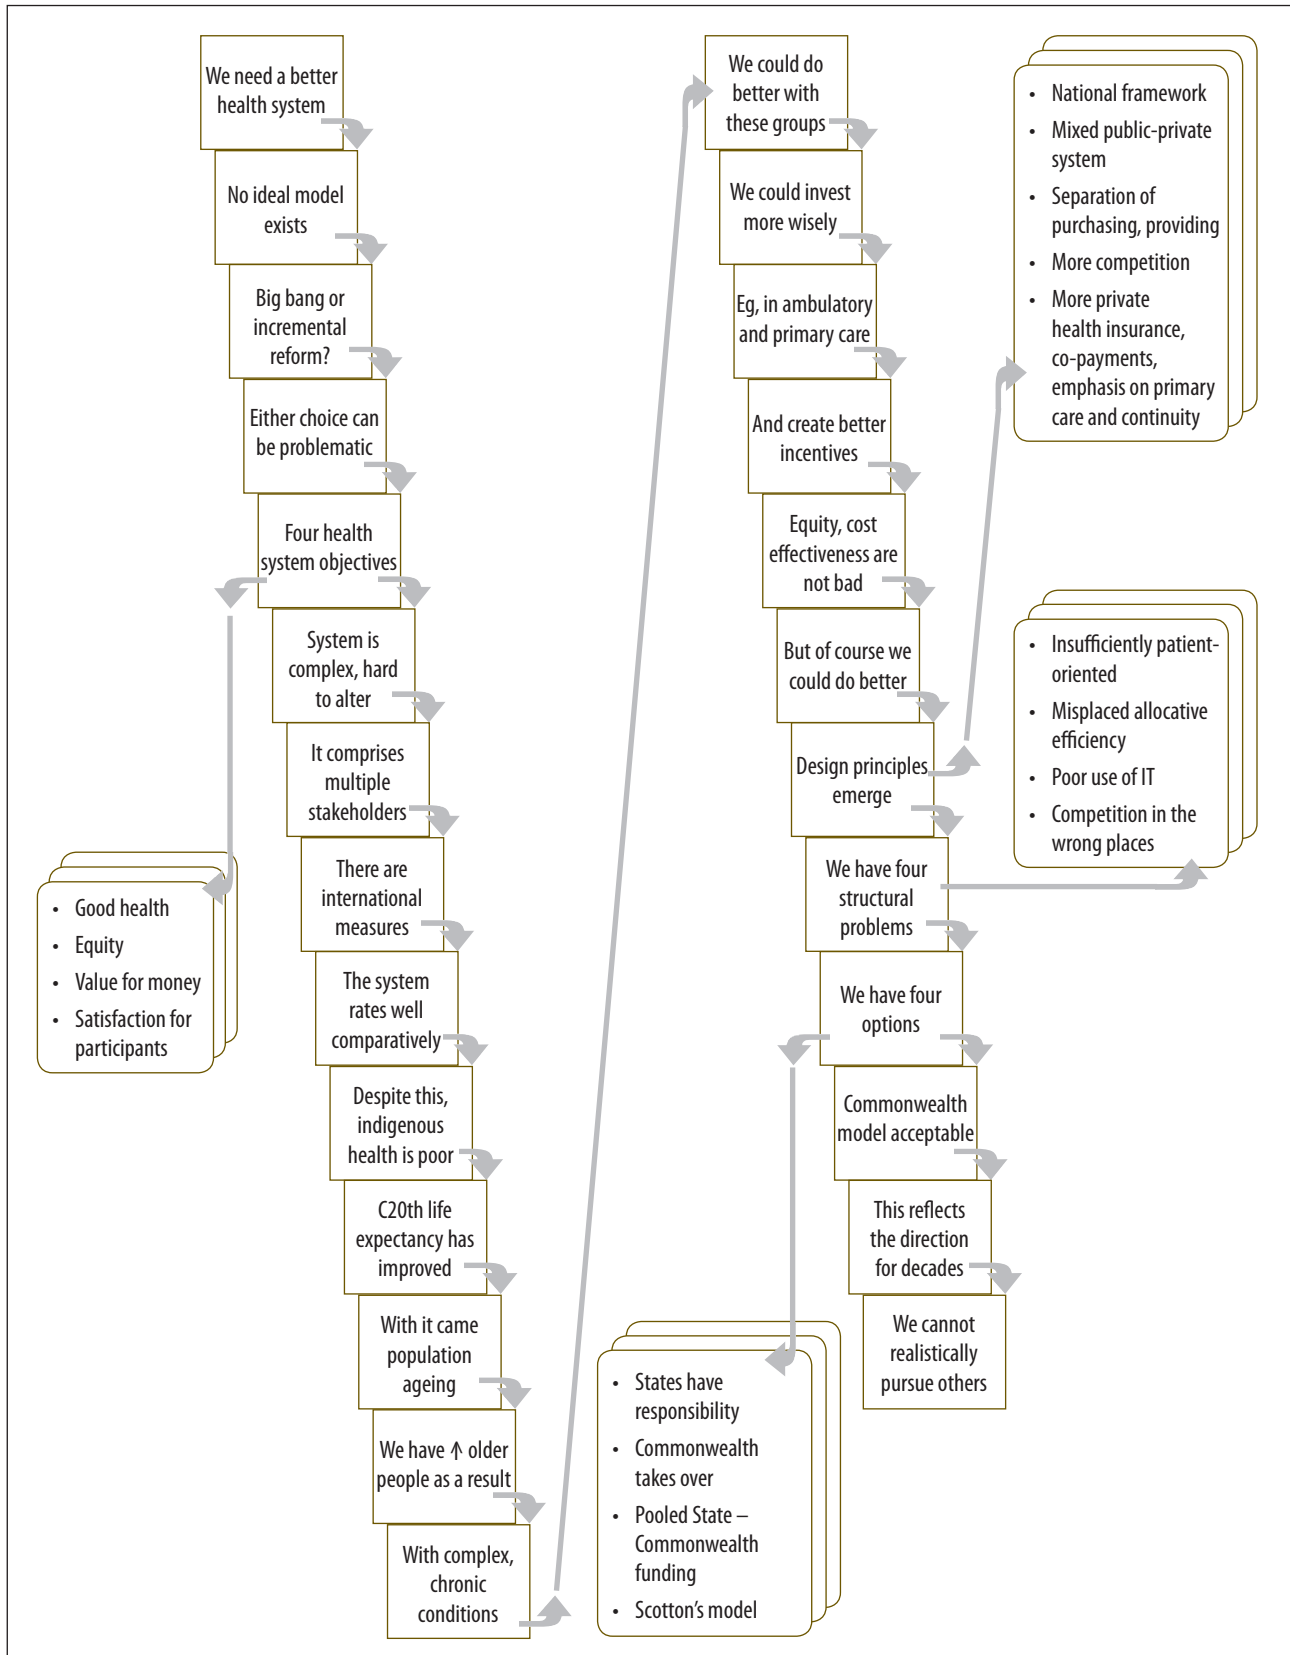 We need a better
health system
No ideal model
exists
Big bang or
incremental
reform?
Either choice can
be problematic
Four health
system objectives
System is
complex, hard
to alter
It comprises
multiple
stakeholders
There are
international
measures
The system
rates well
comparatively
Despite this,
indigenous
health is poor
C20th life
expectancy has
improved
With it came
population
ageing
We have ↑ older
people as a result
With complex,
chronic
conditions
• Good health
• Equity
• Value for money
• Satisfaction for
participants
We could do
better with
these groups
We could invest
more wisely
Eg, in ambulatory
and primary care
And create better
incentives
Equity, cost
effectiveness are
not bad
But of course we
could do better
Design principles
emerge
We have four
structural
problems
We have four
options
Commonwealth
model acceptable
This reflects
the direction
for decades
We cannot
realistically
pursue others
• National framework
• Mixed public-private
system
• Separation of
purchasing, providing
• More competition
• More private
health insurance,
co-payments,
emphasis on primary
care and continuity
• Insufficiently patient-
oriented
• Misplaced allocative
efficiency
• Poor use of IT
• Competition in the
wrong places
• States have
responsibility
• Commonwealth
takes over
• Pooled State –
Commonwealth
funding
• Scotton's model